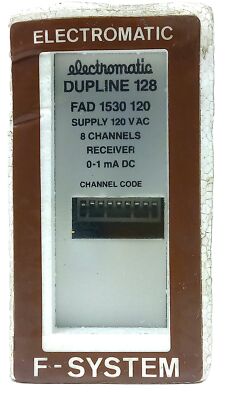 ELECTROMATIC
electromatic
DUPLINE 128
FAD 1530 120
SUPPLY 120 V AC
8 CHANNELS
RECEIVER
0-1 mA DC
CHANNEL CODE
F-SYSTEM